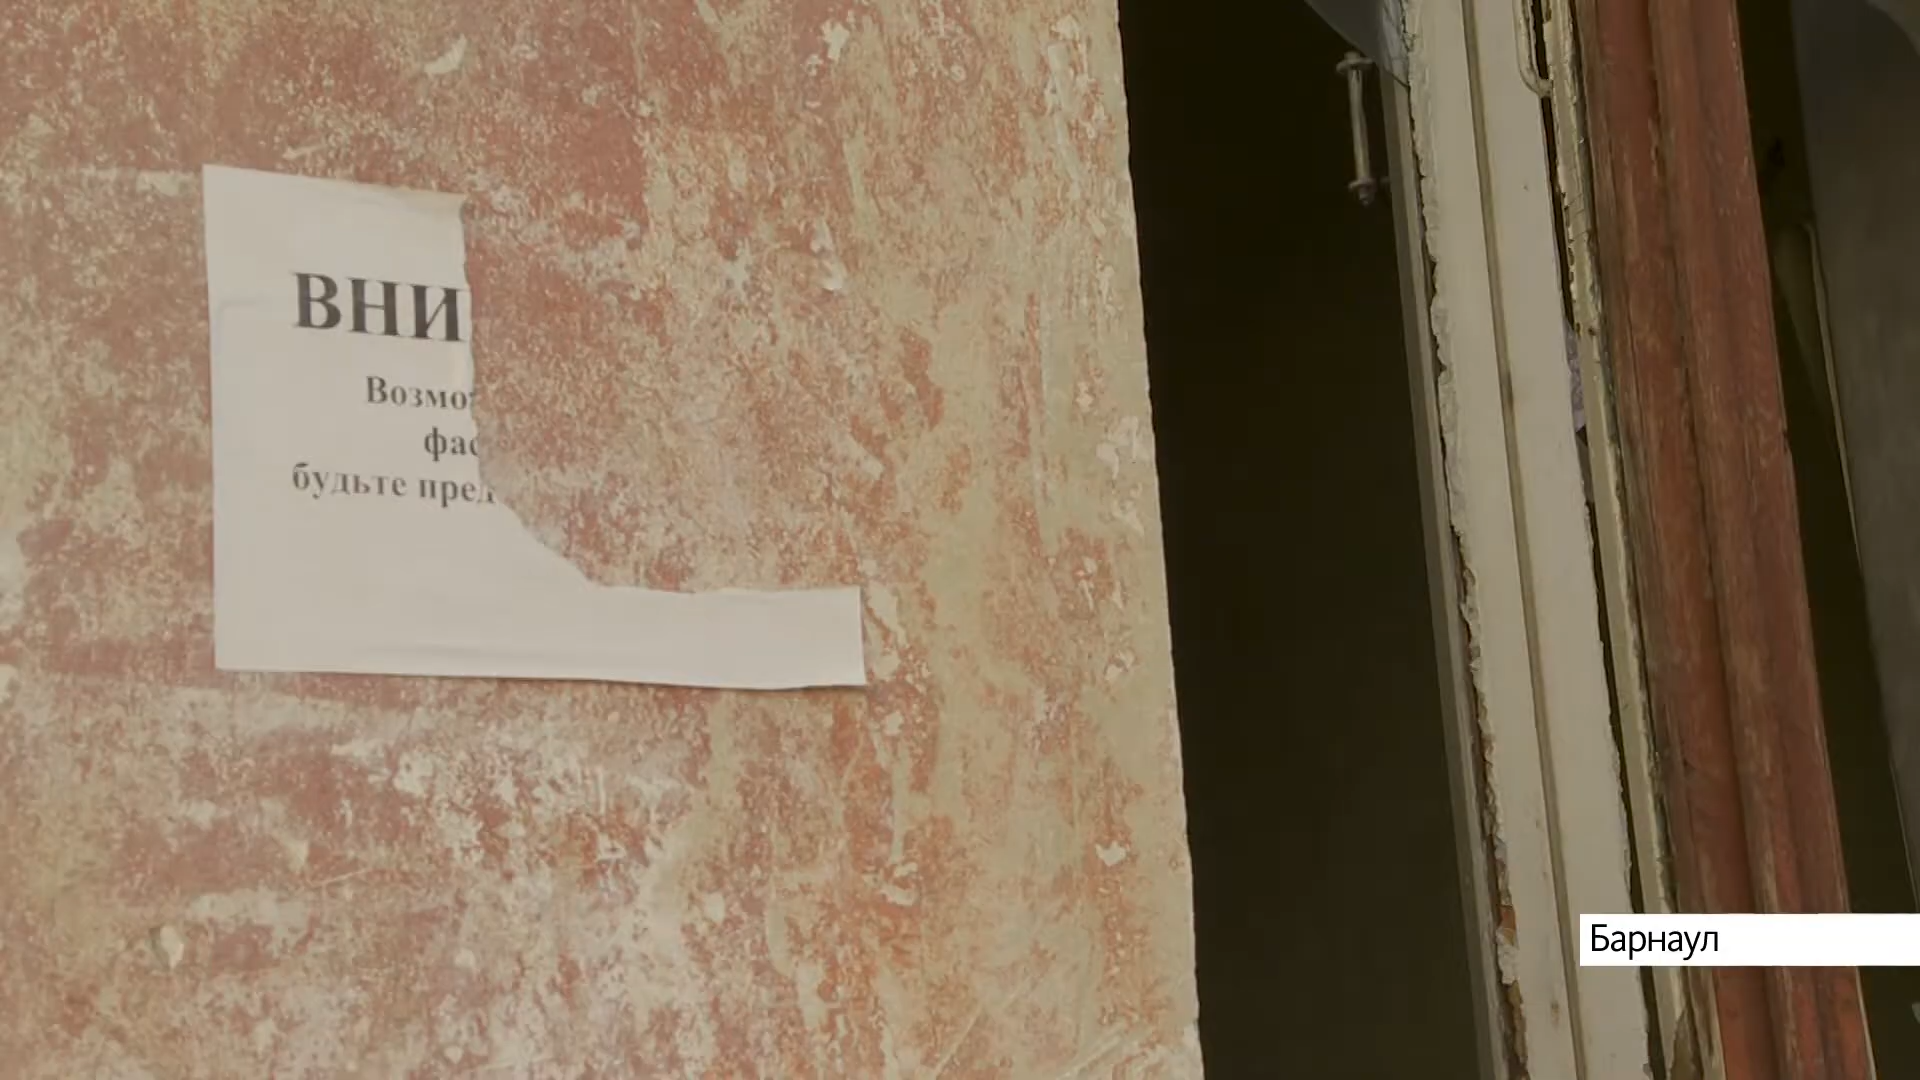 ВНИ
Возмо
фас
будьте пред
Барнаул